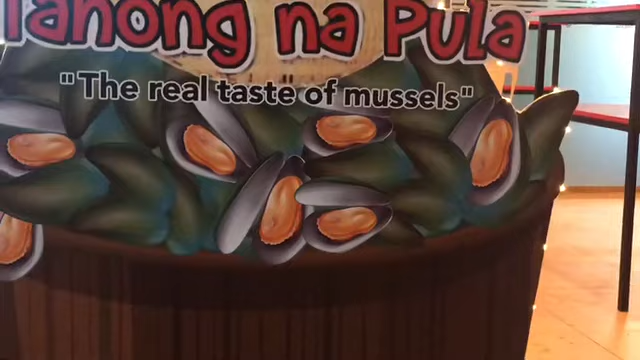 Tahong na Pula
"The real taste of mussels"